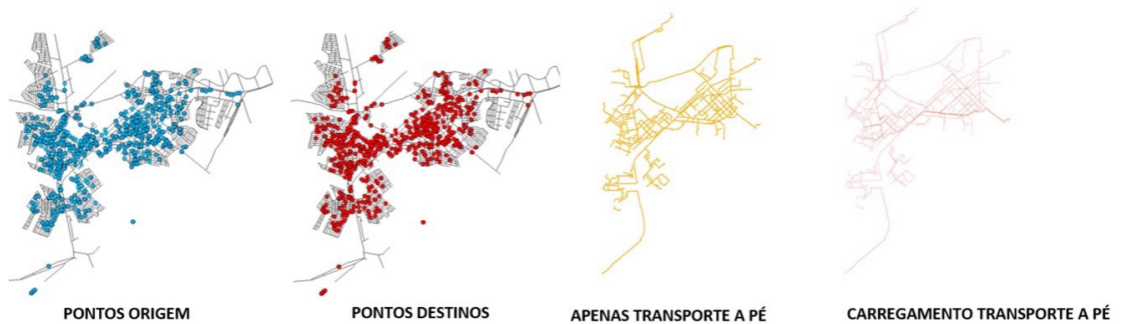 PONTOS ORIGEM
PONTOS DESTINOS
APENAS TRANSPORTE A PÉ
CARREGAMENTO TRANSPORTE A PÉ